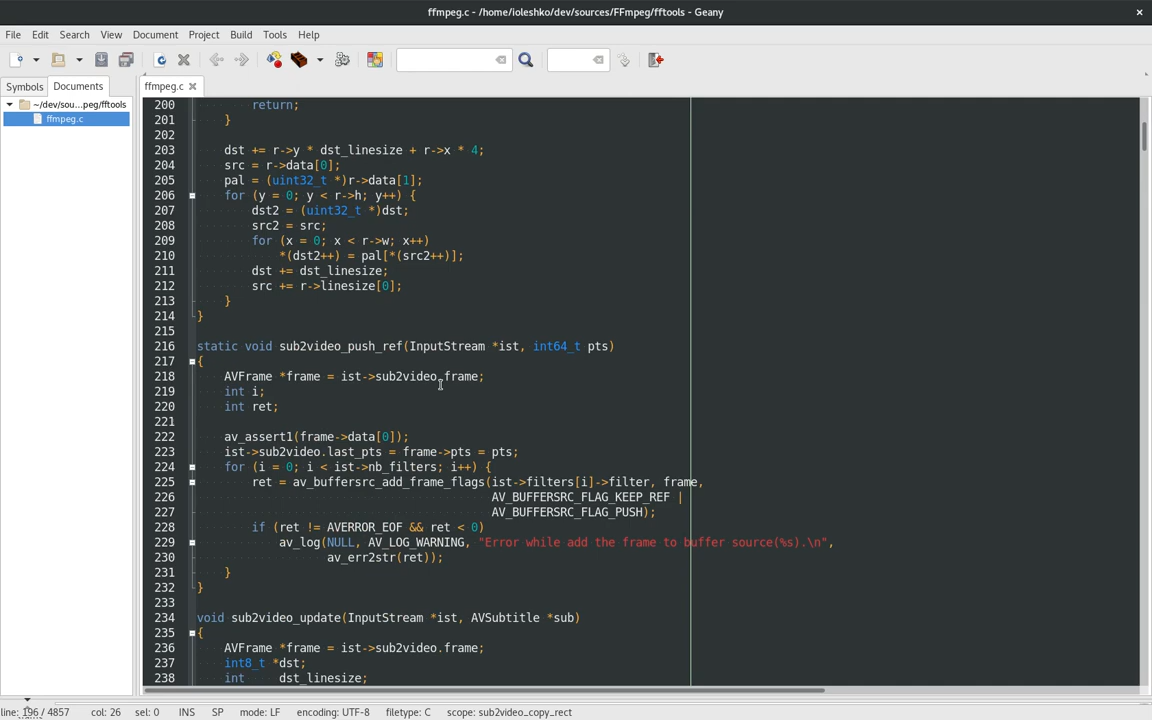 ffmpeg.c - /home/ioleshko/dev/sources/FFmpeg/fftools - Geany
File Edit Search View Document Project Build Tools Help
Symbols Documents ffmpeg.c
~/dev/sou...peg/fftools
ffmpeg.c
200 return;
201 }
202
203 dst += r->y * dst_linesize + r->x * 4;
204 src = r->data[0];
205 pal = (uint32_t *)r->data[1];
206 for (y = 0; y < r->h; y++) {
207 dst2 = (uint32_t *)dst;
208 src2 = src;
209 for (x = 0; x < r->w; x++)
210 *(dst2++) = pal[*(src2++)];
211 dst += dst_linesize;
212 src += r->linesize[0];
213 }
214 }
215
216 static void sub2video_push_ref(InputStream *ist, int64_t pts)
217 {
218 AVFrame *frame = ist->sub2video.frame;
219 int i;
220 int ret;
221
222 av_assert1(frame->data[0]);
223 ist->sub2video.last_pts = frame->pts = pts;
224 for (i = 0; i < ist->nb_filters; i++) {
225 ret = av_buffersrc_add_frame_flags(ist->filters[i]->filter, frame,
226 AV_BUFFERSRC_FLAG_KEEP_REF |
227 AV_BUFFERSRC_FLAG_PUSH);
228 if (ret != AVERROR_EOF && ret < 0)
229 av_log(NULL, AV_LOG_WARNING, "Error while add the frame to buffer source(%s).\n",
230 av_err2str(ret));
231 }
232 }
233
234 void sub2video_update(InputStream *ist, AVSubtitle *sub)
235 {
236 AVFrame *frame = ist->sub2video.frame;
237 int8_t *dst;
238 int dst_linesize;
line: 196 / 4857 col: 26 sel: 0 INS SP mode: LF encoding: UTF-8 filetype: C scope: sub2video_copy_rect